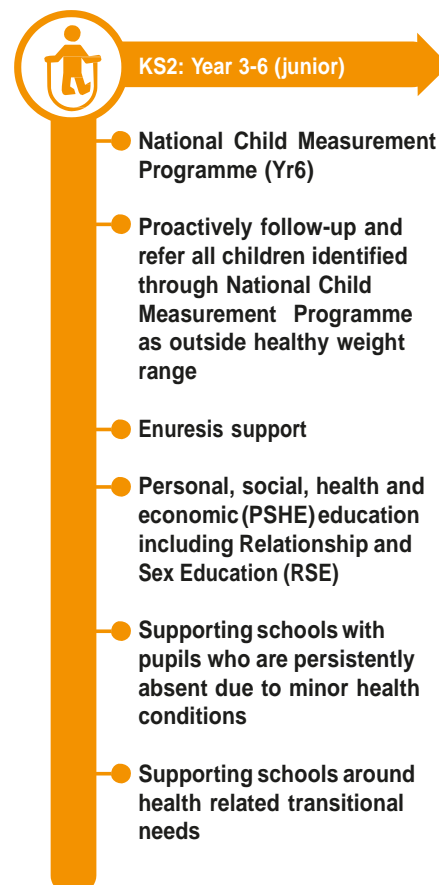 KS2: Year 3-6 (junior)
National Child Measurement
Programme (Yr6)
Proactively follow-up and
refer all children identified
through National Child
Measurement Programme
as outside healthy weight
range
Enuresis support
Personal, social, health and
economic (PSHE) education
including Relationship and
Sex Education (RSE)
Supporting schools with
pupils who are persistently
absent due to minor health
conditions
Supporting schools around
health related transitional
needs